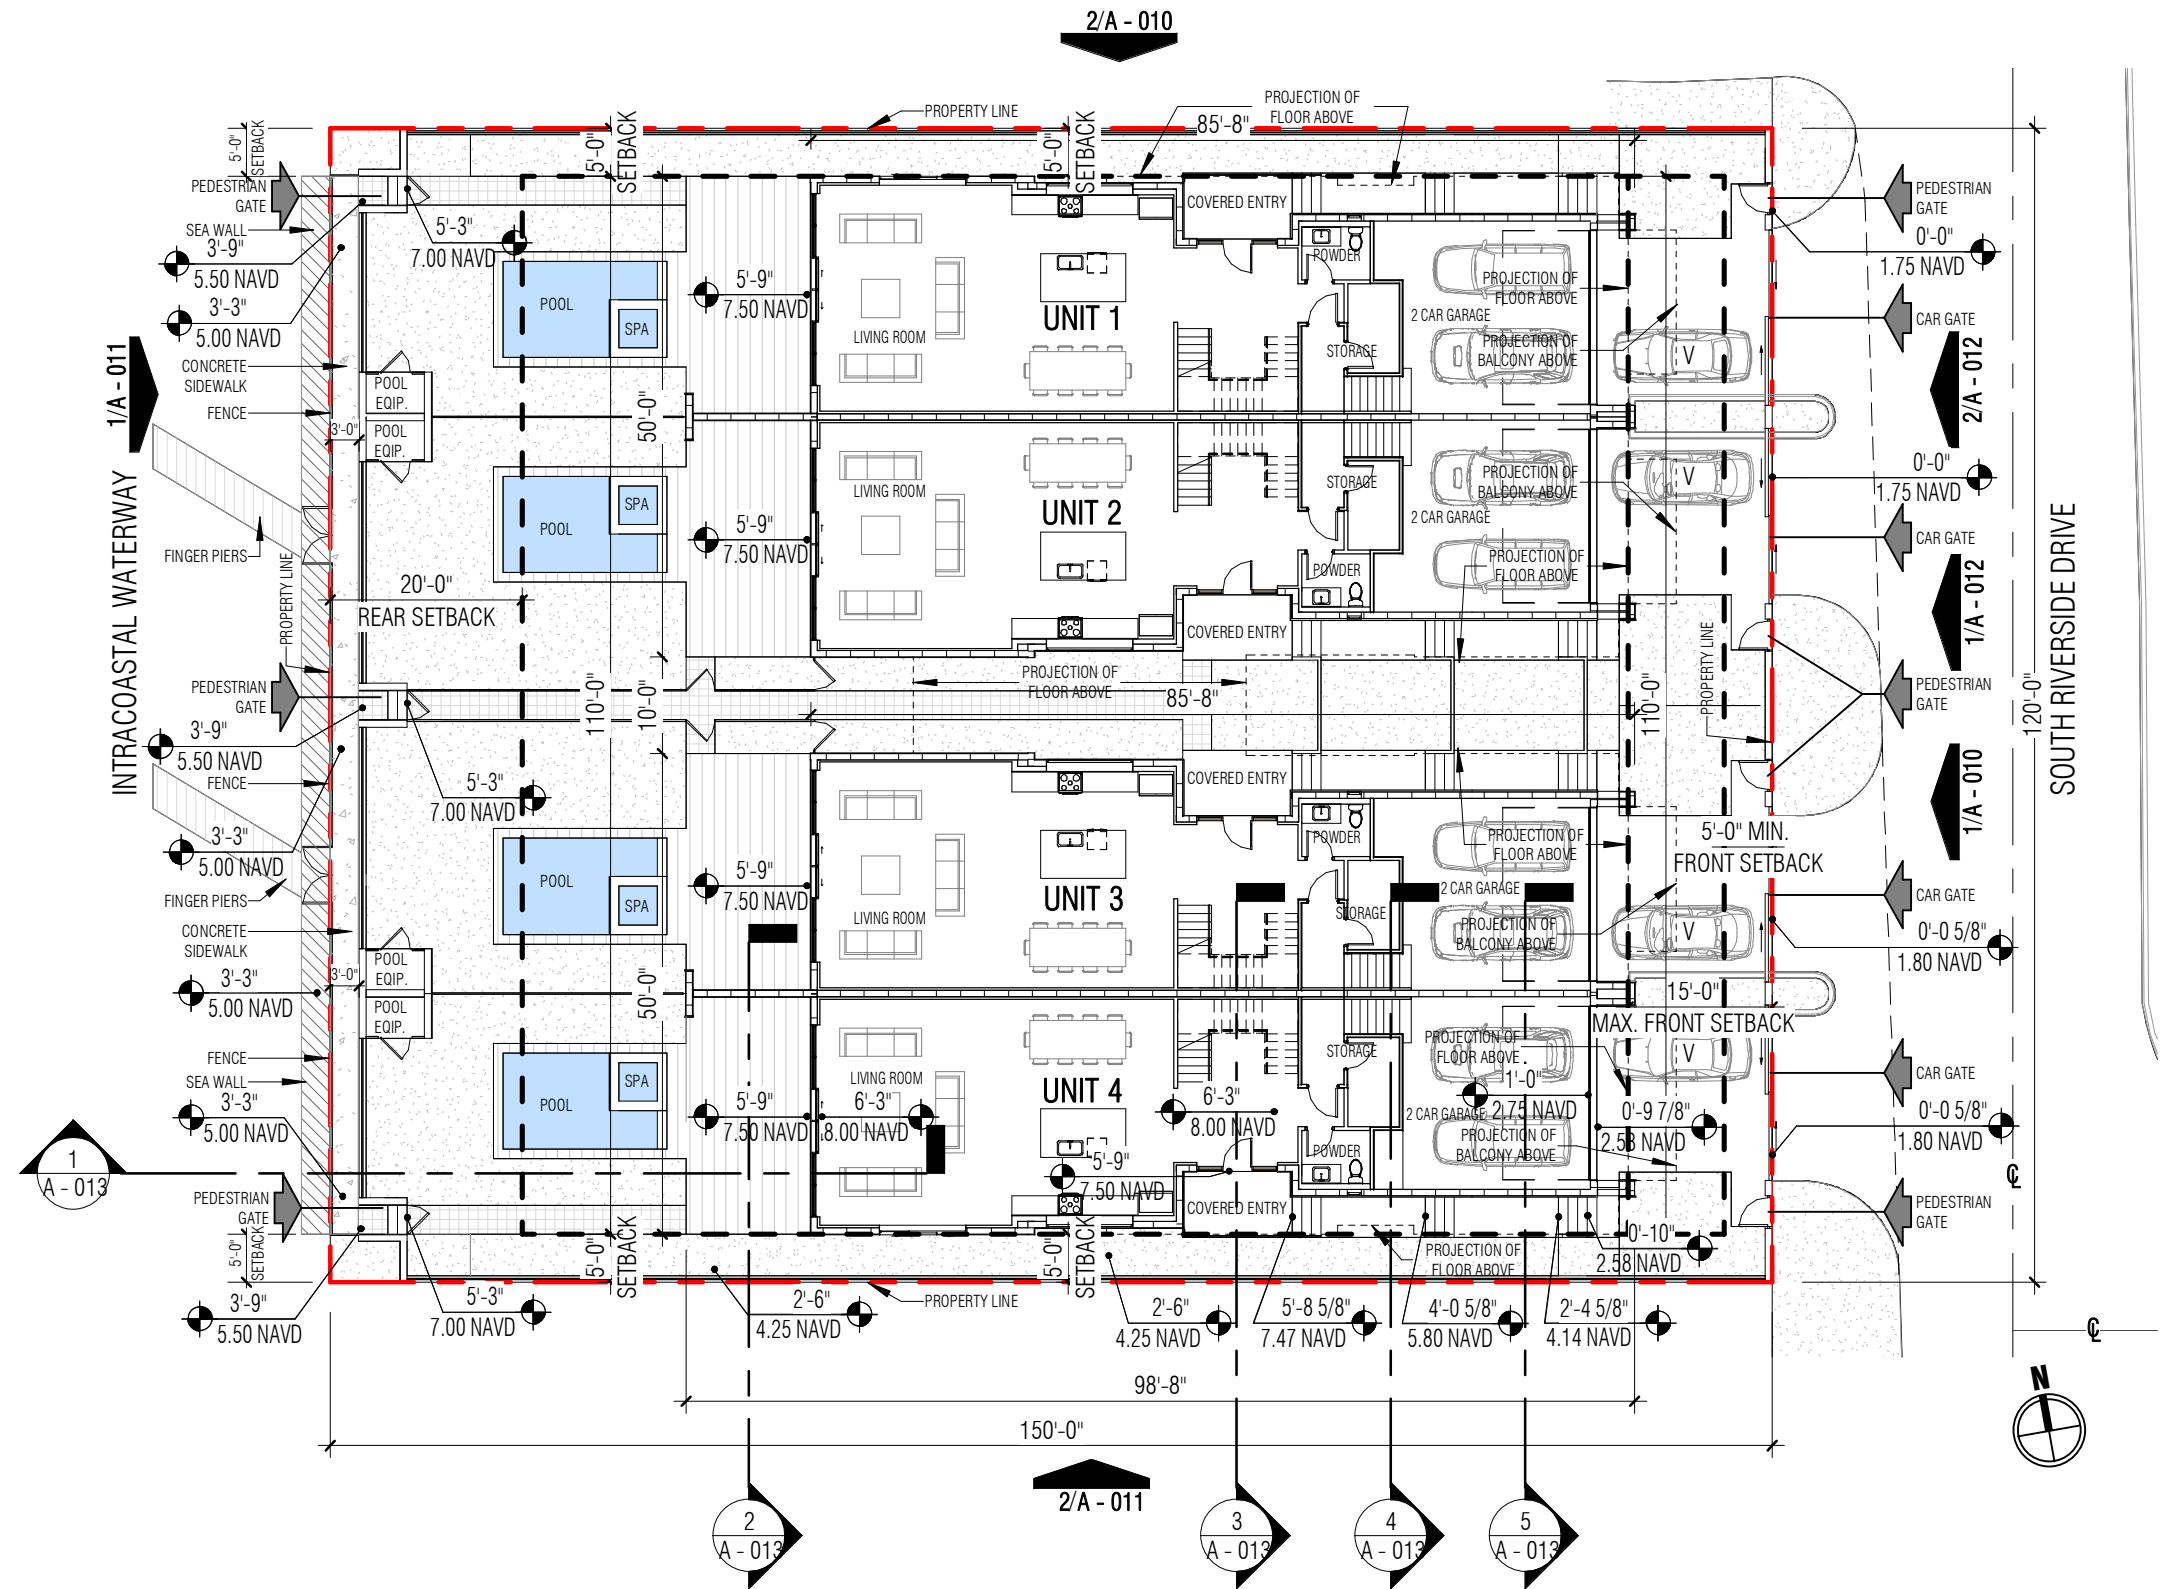 2/A - 010
PROPERTY LINE
PROJECTION OF
FLOOR ABOVE
85'-8"
5'-0"
SETBACK
5'-0"
SETBACK
5'-0"
SETBACK
PEDESTRIAN
GATE
SEA WALL
3'-9"
5.50 NAVD
3'-3"
5.00 NAVD
5'-3"
7.00 NAVD
CONCRETE
SIDEWALK
FENCE
1/A - 011
3'-0"
POOL
EQIP.
POOL
EQIP.
POOL
SPA
5'-9"
7.50 NAVD
50'-0"
LIVING ROOM
UNIT 1
COVERED ENTRY
POWDER
STORAGE
2 CAR GARAGE
PROJECTION OF
FLOOR ABOVE
PROJECTION OF
BALCONY ABOVE
V
PEDESTRIAN
GATE
0'-0"
1.75 NAVD
CAR GATE
2/A - 012
INTRACOASTAL WATERWAY
FINGER PIERS
PROPERTY LINE
20'-0"
REAR SETBACK
POOL
SPA
5'-9"
7.50 NAVD
LIVING ROOM
UNIT 2
STORAGE
POWDER
COVERED ENTRY
2 CAR GARAGE
PROJECTION OF
BALCONY ABOVE
PROJECTION OF
FLOOR ABOVE
V
0'-0"
1.75 NAVD
CAR GATE
1/A - 012
SOUTH RIVERSIDE DRIVE
120'-0"
PEDESTRIAN
GATE
3'-9"
5.50 NAVD
FENCE
5'-3"
7.00 NAVD
110'-0"
10'-0"
PROJECTION OF
FLOOR ABOVE
85'-8"
110'-0"
PROPERTY LINE
PEDESTRIAN
GATE
1/A - 010
3'-3"
5.00 NAVD
FINGER PIERS
CONCRETE
SIDEWALK
3'-3"
5.00 NAVD
3'-0"
POOL
EQIP.
POOL
EQIP.
POOL
SPA
5'-9"
7.50 NAVD
50'-0"
LIVING ROOM
UNIT 3
COVERED ENTRY
POWDER
STORAGE
2 CAR GARAGE
PROJECTION OF
FLOOR ABOVE
PROJECTION OF
BALCONY ABOVE
V
5'-0" MIN.
FRONT SETBACK
CAR GATE
0'-0 5/8"
1.80 NAVD
15'-0"
MAX. FRONT SETBACK
FENCE
SEA WALL
3'-3"
5.00 NAVD
POOL
SPA
5'-9"
7.50 NAVD
LIVING ROOM
6'-3"
8.00 NAVD
UNIT 4
5'-9"
7.50 NAVD
6'-3"
8.00 NAVD
STORAGE
POWDER
COVERED ENTRY
PROJECTION OF
FLOOR ABOVE
1'-0"
2.75 NAVD
2 CAR GARAGE
PROJECTION OF
BALCONY ABOVE
0'-9 7/8"
2.58 NAVD
V
CAR GATE
0'-0 5/8"
1.80 NAVD
1
A - 013
PEDESTRIAN
GATE
5'-0"
SETBACK
3'-9"
5.50 NAVD
5'-3"
7.00 NAVD
5'-0"
SETBACK
5'-0"
SETBACK
PROPERTY LINE
PROJECTION OF
FLOOR ABOVE
0'-10"
2.58 NAVD
PEDESTRIAN
GATE
2'-6"
4.25 NAVD
2'-6"
4.25 NAVD
5'-8 5/8"
7.47 NAVD
4'-0 5/8"
5.80 NAVD
2'-4 5/8"
4.14 NAVD
98'-8"
150'-0"
N
2/A - 011
2
A - 013
3
A - 013
4
A - 013
5
A - 013